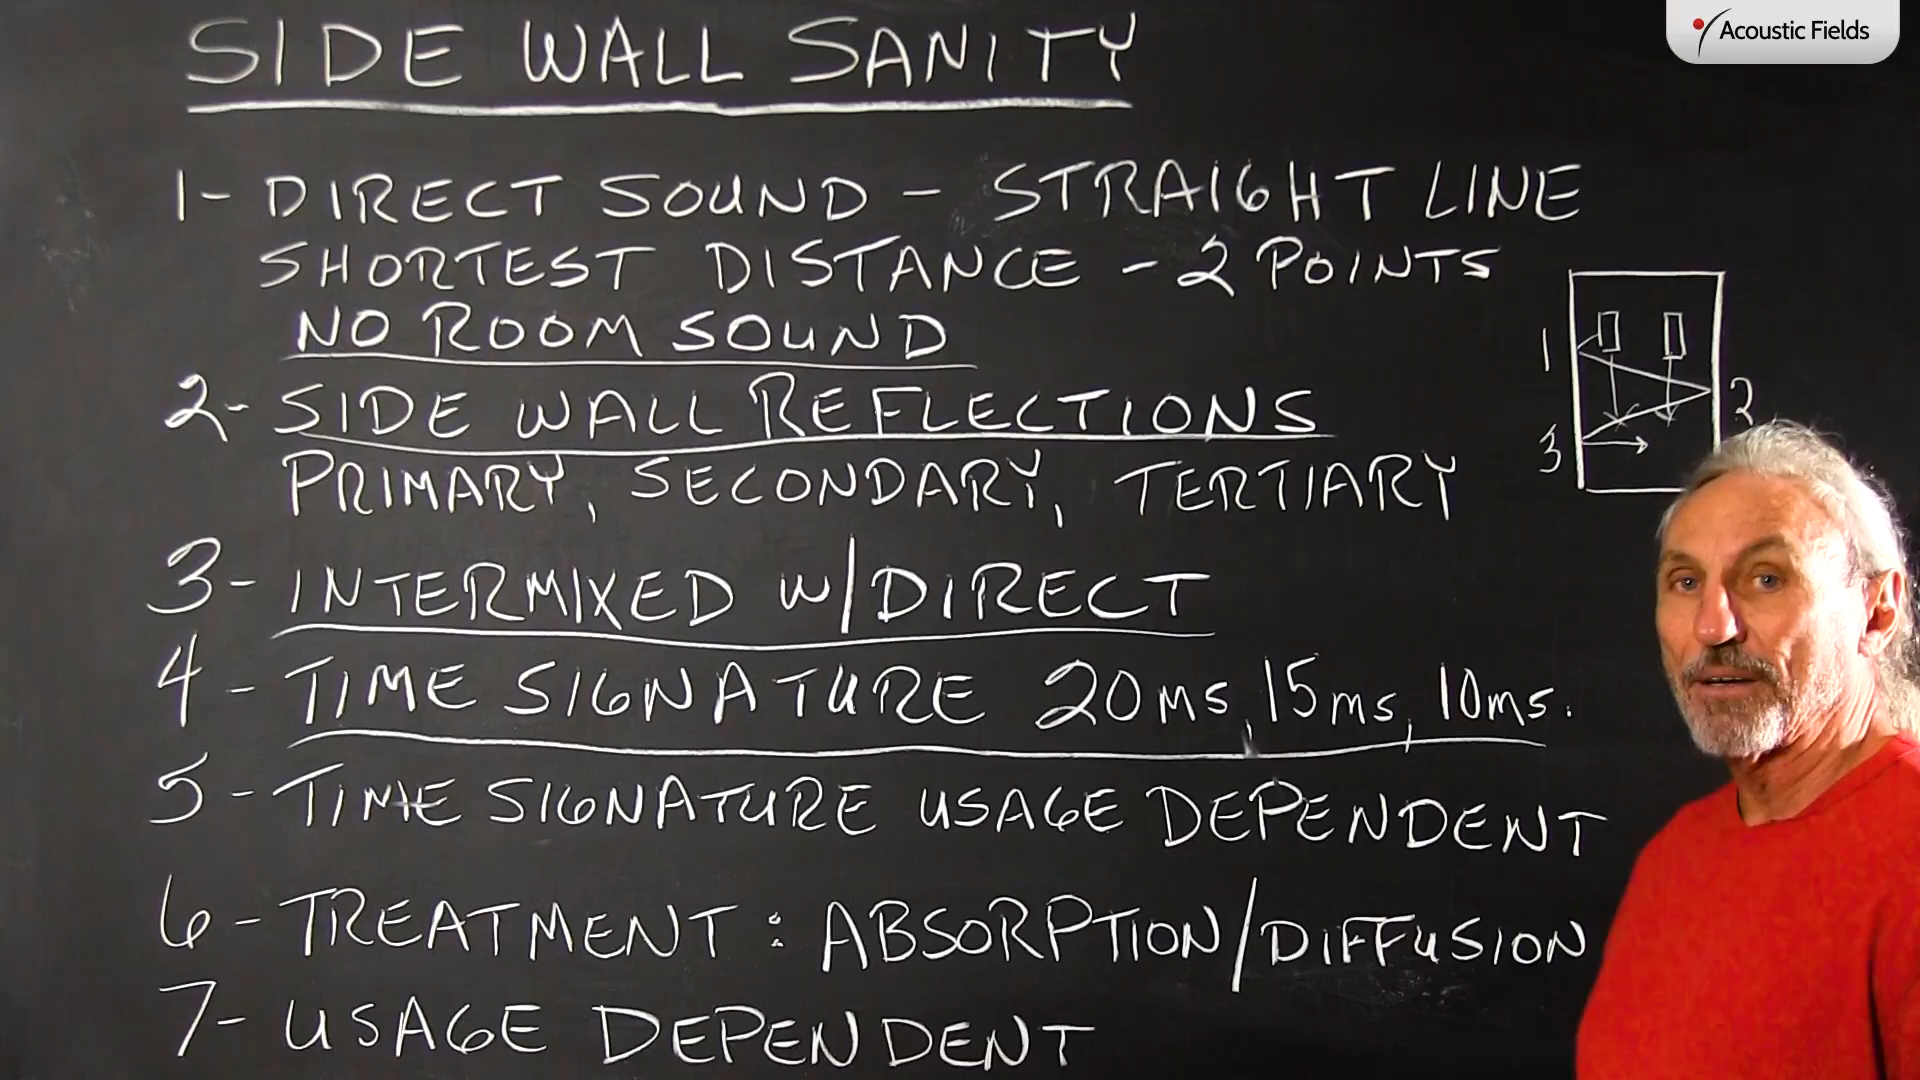 Acoustic Fields
SIDE WALL SANITY
1- DIRECT SOUND - STRAIGHT LINE
SHORTEST DISTANCE - 2 POINTS
NO ROOM SOUND
2- SIDE WALL REFLECTIONS
PRIMARY, SECONDARY, TERTIARY
3- INTERMIXED W/DIRECT
4- TIME SIGNATURE 20ms, 15ms, 10ms.
5- TIME SIGNATURE USAGE DEPENDENT
6- TREATMENT: ABSORPTION/DIFFUSION
7- USAGE DEPENDENT
1
2
3